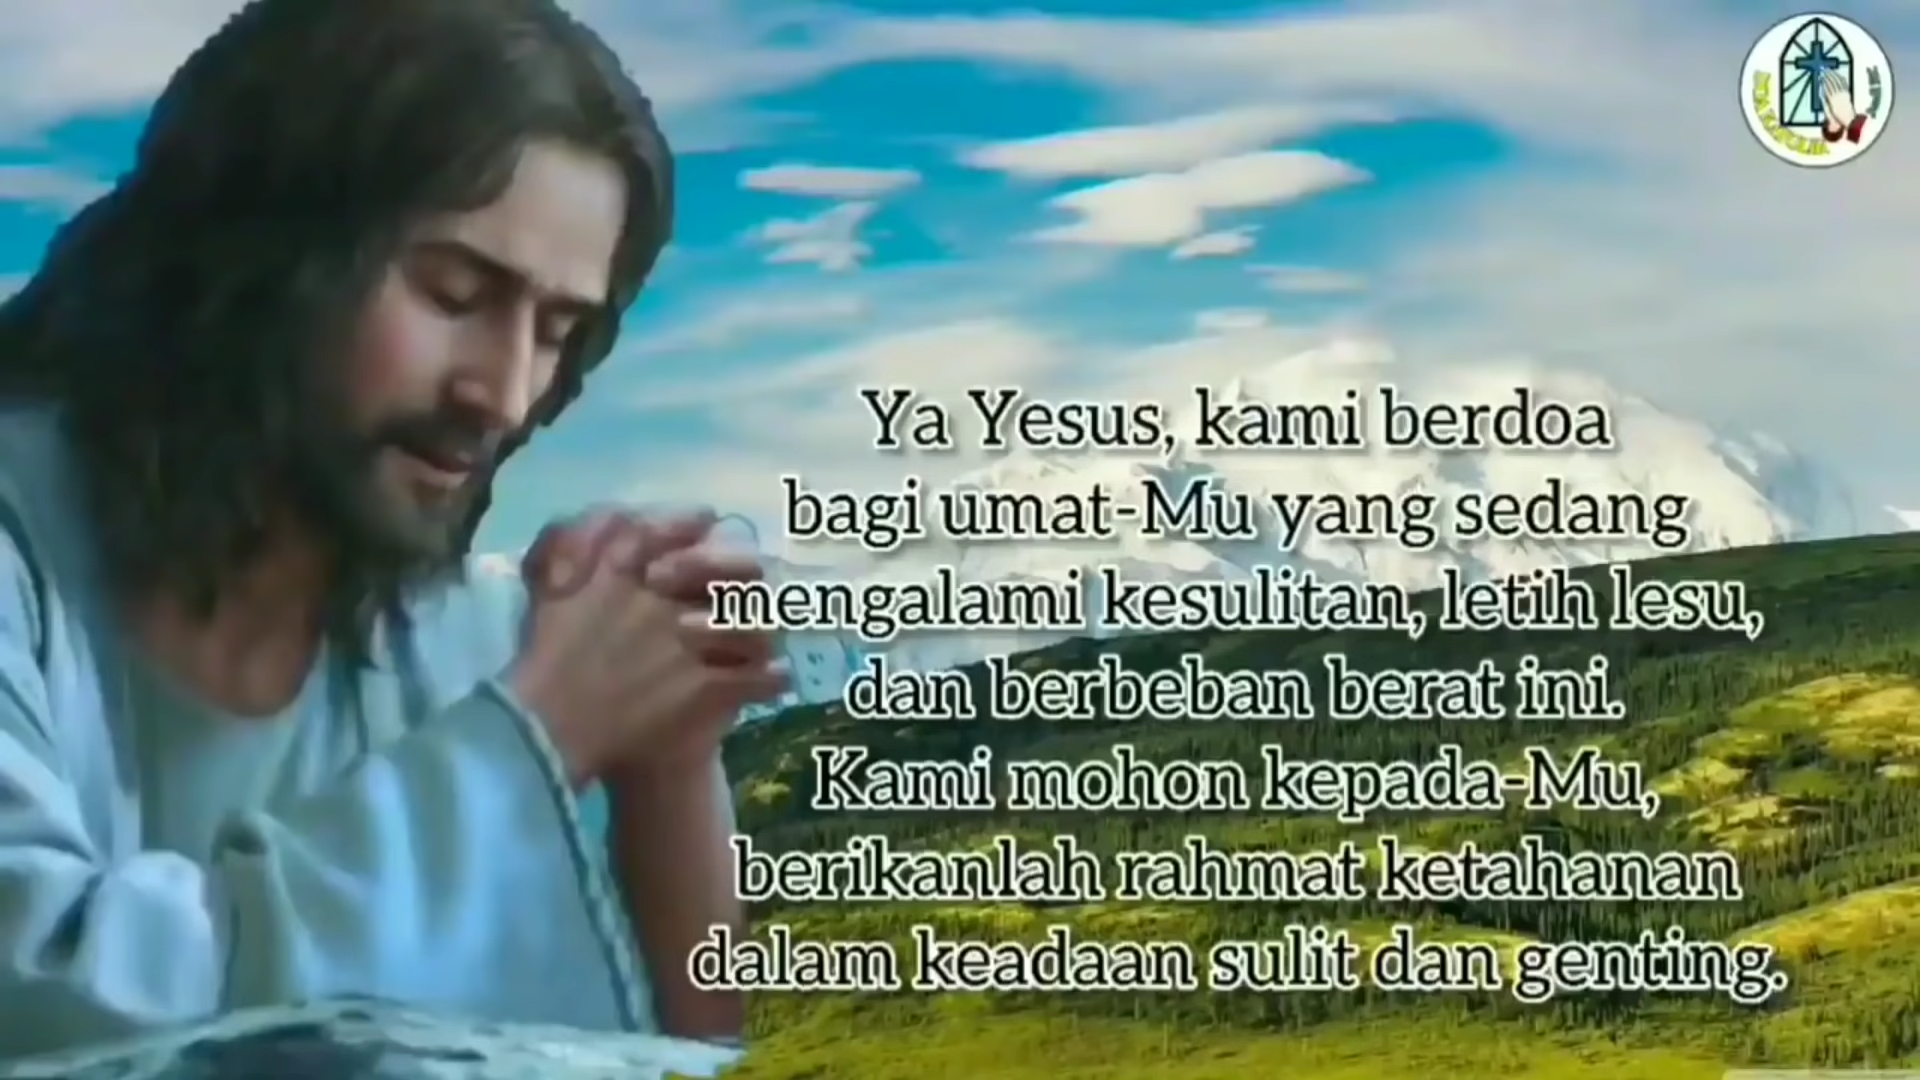 Ya Yesus, kami berdoa
bagi umat-Mu yang sedang
mengalami kesulitan, letih lesu,
dan berbeban berat ini.
Kami mohon kepada-Mu,
berikanlah rahmat ketahanan
dalam keadaan sulit dan genting.